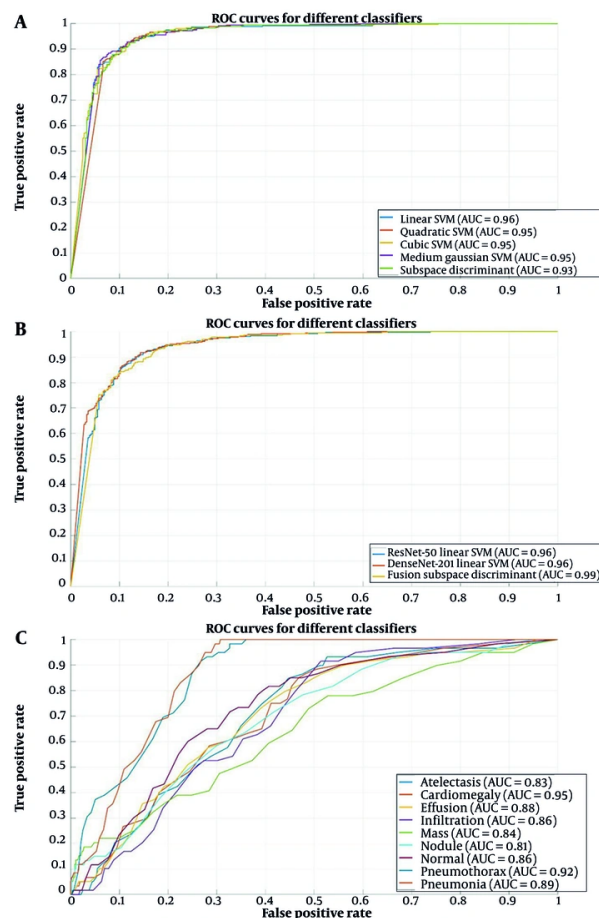 A
ROC curves for different classifiers
1
0.9
0.8
0.7
0.6
0.5
0.4
0.3
0.2
0.1
0
True positive rate
Linear SVM (AUC = 0.96)
Quadratic SVM (AUC = 0.95)
Cubic SVM (AUC = 0.95)
Medium gaussian SVM (AUC = 0.95)
Subspace discriminant (AUC = 0.93)
0 0.1 0.2 0.3 0.4 0.5 0.6 0.7 0.8 0.9 1
False positive rate
B
ROC curves for different classifiers
1
0.9
0.8
0.7
0.6
0.5
0.4
0.3
0.2
0.1
0
True positive rate
ResNet-50 linear SVM (AUC = 0.96)
DenseNet-201 linear SVM (AUC = 0.96)
Fusion subspace discriminant (AUC = 0.99)
0 0.1 0.2 0.3 0.4 0.5 0.6 0.7 0.8 0.9 1
False positive rate
C
ROC curves for different classifiers
1
0.9
0.8
0.7
0.6
0.5
0.4
0.3
0.2
0.1
0
True positive rate
Atelectasis (AUC = 0.83)
Cardiomegaly (AUC = 0.95)
Effusion (AUC = 0.88)
Infiltration (AUC = 0.86)
Mass (AUC = 0.84)
Nodule (AUC = 0.81)
Normal (AUC = 0.86)
Pneumothorax (AUC = 0.92)
Pneumonia (AUC = 0.89)
0 0.1 0.2 0.3 0.4 0.5 0.6 0.7 0.8 0.9 1
False positive rate